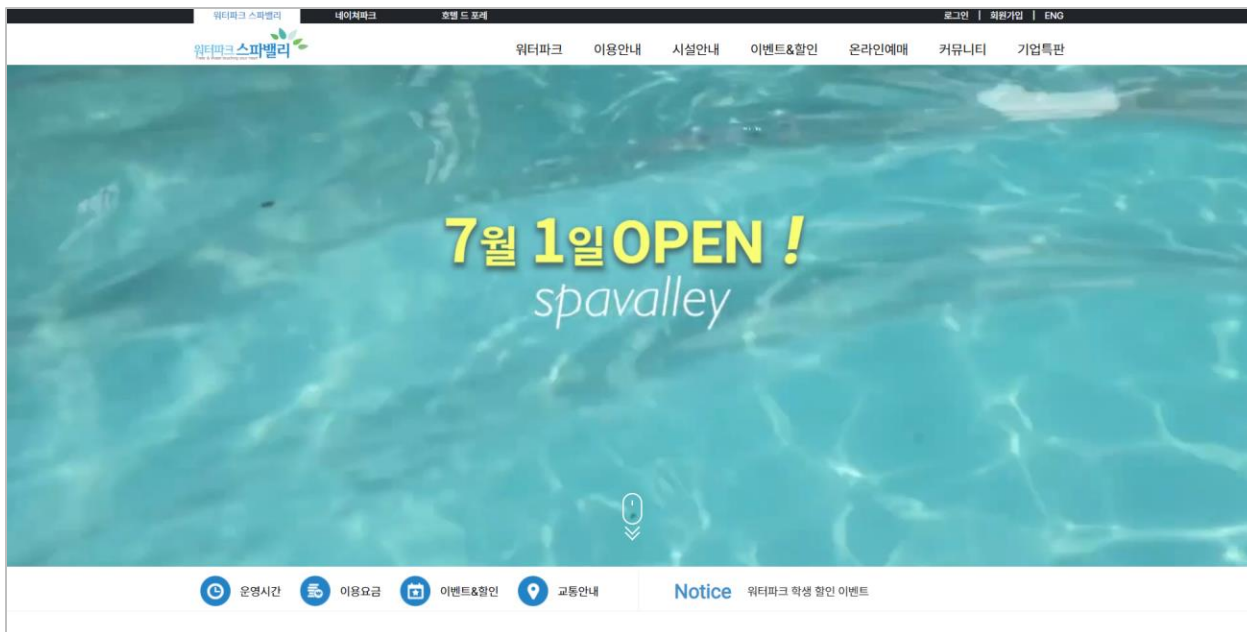 워터파크 스파밸리 네이쳐파크 호텔 드 포레 로그인 | 회원가입 | ENG
워터파크 스파밸리
워터파크 이용안내 시설안내 이벤트&할인 온라인예매 커뮤니티 기업특판
7월 1일 OPEN !
spavalley
운영시간 이용요금 이벤트&할인 교통안내 Notice 워터파크 학생 할인 이벤트